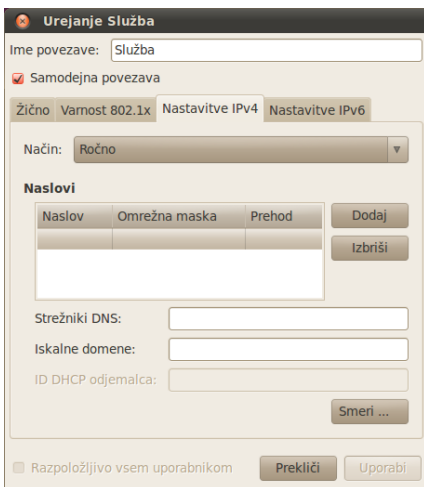 Urejanje Služba
Ime povezave: Služba
Samodejna povezava
Žično Varnost 802.1x Nastavitve IPv4 Nastavitve IPv6
Način: Ročno
Naslovi
Naslov Omrežna maska Prehod Dodaj
Izbriši
Strežniki DNS:
Iskalne domene:
ID DHCP odjemalca:
Smeri ...
Razpoložljivo vsem uporabnikom Prekliči Uporabi